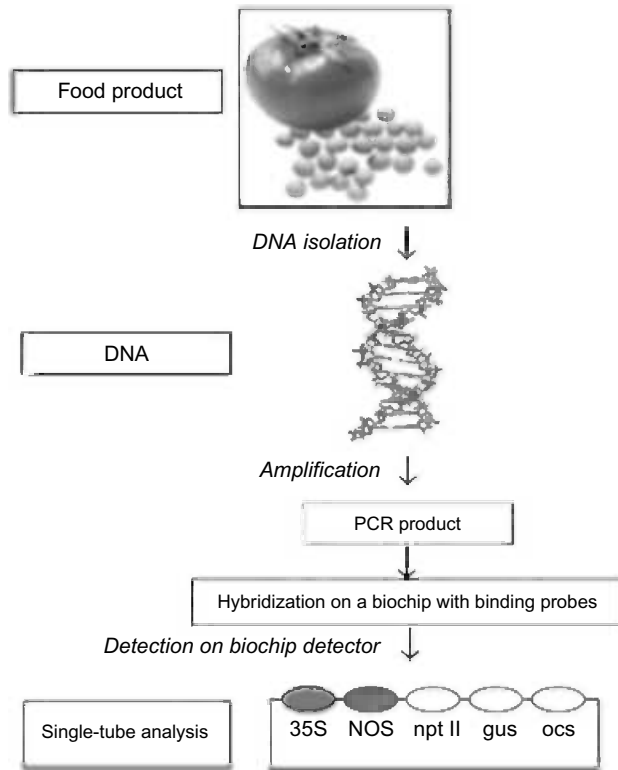 Food product
DNA isolation
DNA
Amplification
PCR product
Hybridization on a biochip with binding probes
Detection on biochip detector
Single-tube analysis
35S NOS npt II gus ocs